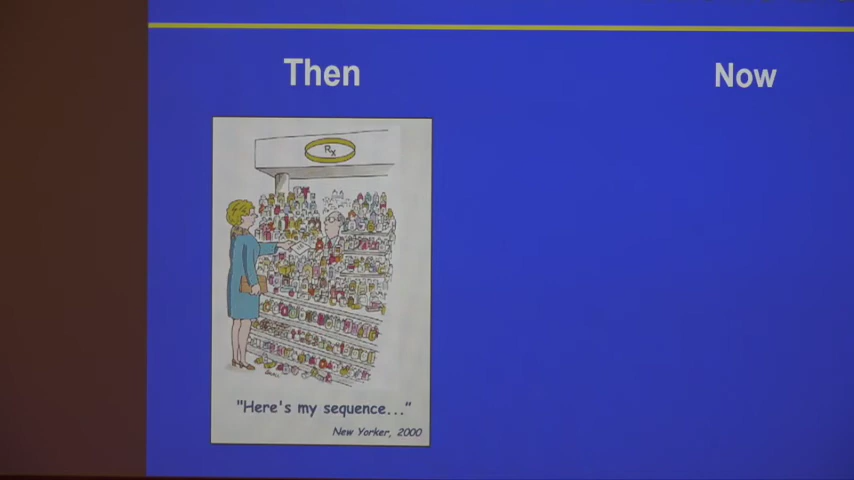 Then
Now
Rx
"Here's my sequence..."
New Yorker, 2000